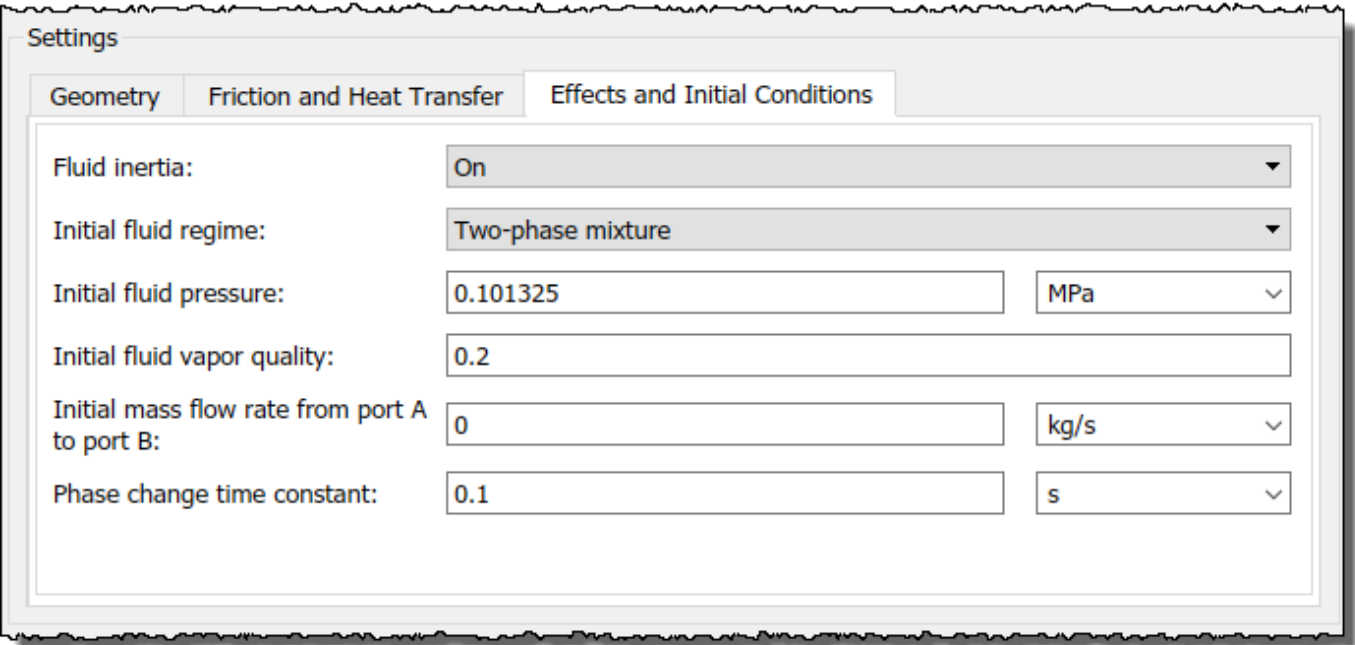 Settings
Geometry Friction and Heat Transfer Effects and Initial Conditions
Fluid inertia: On
Initial fluid regime: Two-phase mixture
Initial fluid pressure: 0.101325 MPa
Initial fluid vapor quality: 0.2
Initial mass flow rate from port A
to port B: 0 kg/s
Phase change time constant: 0.1 s